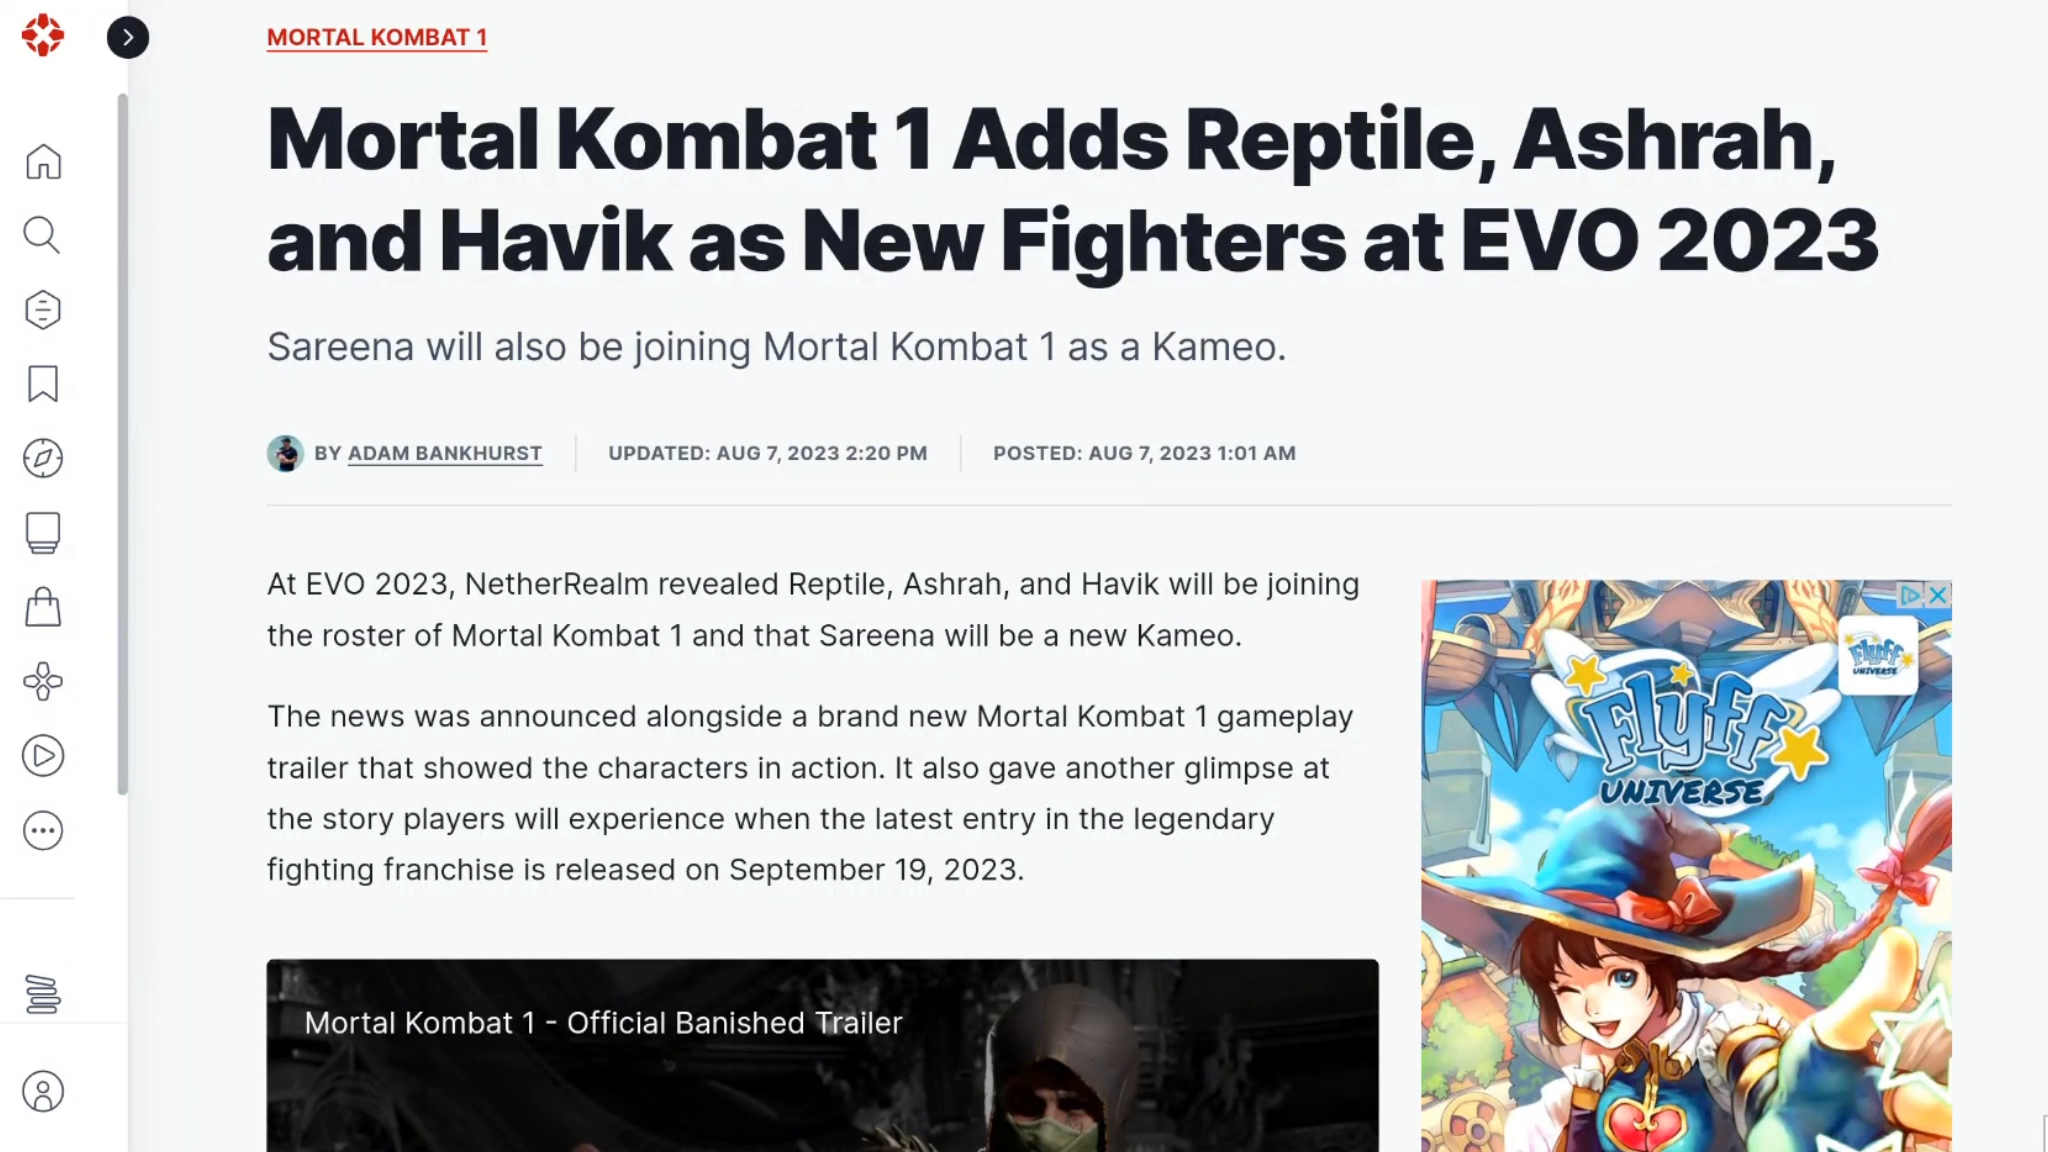 MORTAL KOMBAT 1
Mortal Kombat 1 Adds Reptile, Ashrah,
and Havik as New Fighters at EVO 2023
Sareena will also be joining Mortal Kombat 1 as a Kameo.
BY ADAM BANKHURST
UPDATED: AUG 7, 2023 2:20 PM
POSTED: AUG 7, 2023 1:01 AM
At EVO 2023, NetherRealm revealed Reptile, Ashrah, and Havik will be joining
the roster of Mortal Kombat 1 and that Sareena will be a new Kameo.
The news was announced alongside a brand new Mortal Kombat 1 gameplay
trailer that showed the characters in action. It also gave another glimpse at
the story players will experience when the latest entry in the legendary
fighting franchise is released on September 19, 2023.
Mortal Kombat 1 - Official Banished Trailer
Flyff
UNIVERSE
Flyff
UNIVERSE